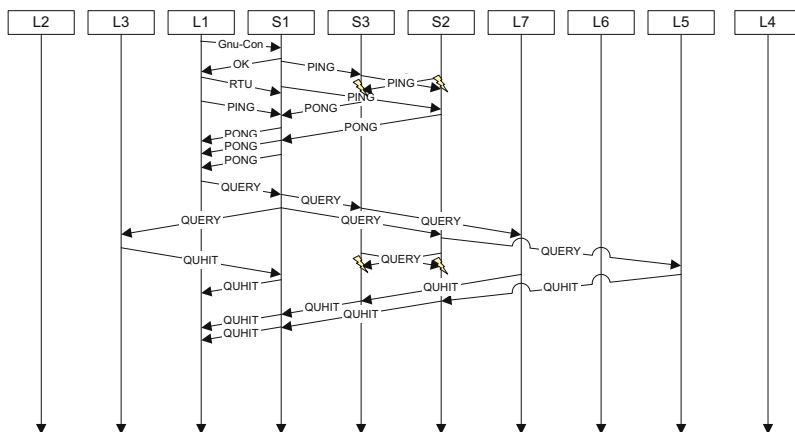 L2 L3 L1 S1 S3 S2 L7 L6 L5 L4
Gnu-Con
OK
PING
PING
RTU
PING
PING
PONG
PONG
PONG
PONG
PONG
QUERY
QUERY
QUERY
QUERY
QUERY
QUERY
QUHIT
QUERY
QUHIT
QUHIT
QUHIT
QUHIT
QUHIT
QUHIT
QUHIT